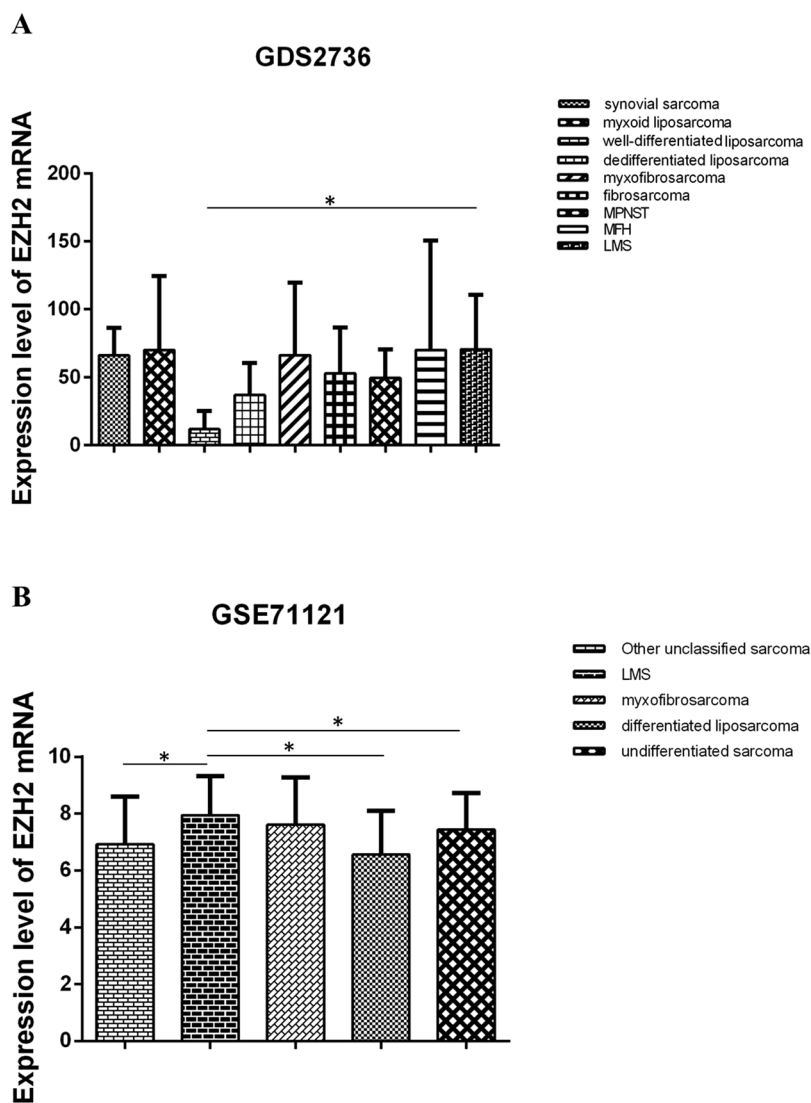 A
GDS2736
synovial sarcoma
myxoid liposarcoma
well-differentiated liposarcoma
dedifferentiated liposarcoma
myxofibrosarcoma
fibrosarcoma
MPNST
MFH
LMS
Expression level of EZH2 mRNA
200
150
100
50
0
*
B
GSE71121
Other unclassified sarcoma
LMS
myxofibrosarcoma
differentiated liposarcoma
undifferentiated sarcoma
Expression level of EZH2 mRNA
10
8
6
4
2
0
*
*
*